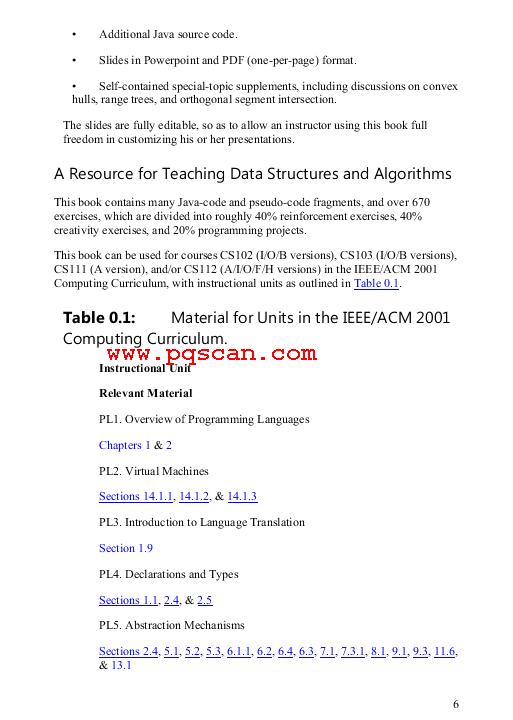 • Additional Java source code.
• Slides in Powerpoint and PDF (one-per-page) format.
• Self-contained special-topic supplements, including discussions on convex
hulls, range trees, and orthogonal segment intersection.
The slides are fully editable, so as to allow an instructor using this book full
freedom in customizing his or her presentations.
A Resource for Teaching Data Structures and Algorithms
This book contains many Java-code and pseudo-code fragments, and over 670
exercises, which are divided into roughly 40% reinforcement exercises, 40%
creativity exercises, and 20% programming projects.
This book can be used for courses CS102 (I/O/B versions), CS103 (I/O/B versions),
CS111 (A version), and/or CS112 (A/I/O/F/H versions) in the IEEE/ACM 2001
Computing Curriculum, with instructional units as outlined in Table 0.1.
Table 0.1: Material for Units in the IEEE/ACM 2001
Computing Curriculum.
www.pqscan.com
Instructional Unit
Relevant Material
PL1. Overview of Programming Languages
Chapters 1 & 2
PL2. Virtual Machines
Sections 14.1.1, 14.1.2, & 14.1.3
PL3. Introduction to Language Translation
Section 1.9
PL4. Declarations and Types
Sections 1.1, 2.4, & 2.5
PL5. Abstraction Mechanisms
Sections 2.4, 5.1, 5.2, 5.3, 6.1.1, 6.2, 6.4, 6.3, 7.1, 7.3.1, 8.1, 9.1, 9.3, 11.6,
& 13.1
6